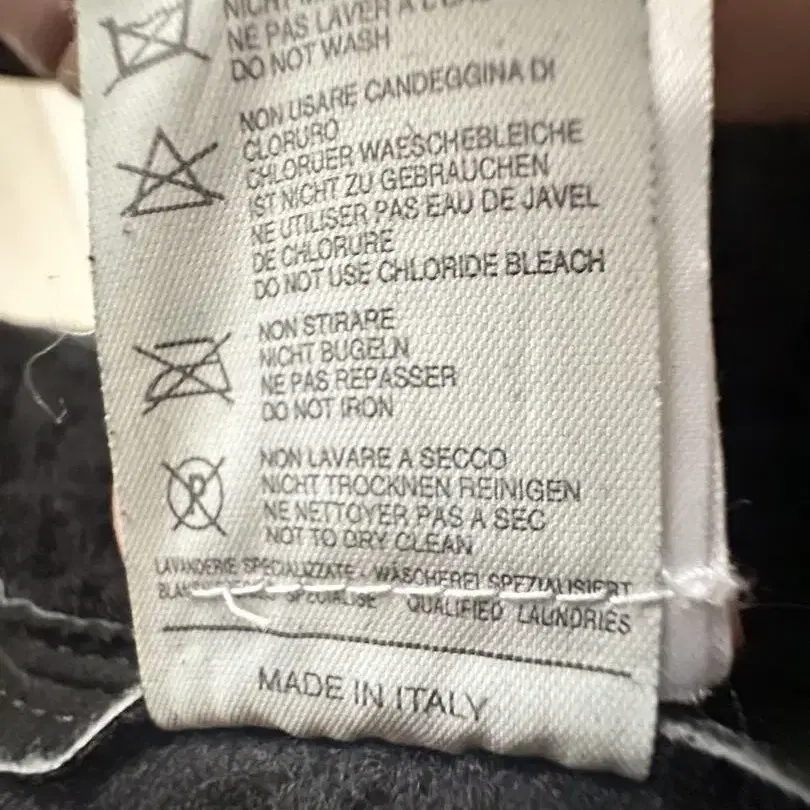 NICHT
NE PAS LAVER A L'EAU
DO NOT WASH
NON USARE CANDEGGINA DI
CLORURO
CHLORUER WAESCHEBLEICHE
IST NICHT ZU GEBRAUCHEN
NE UTILISER PAS EAU DE JAVEL
DE CHLORURE
DO NOT USE CHLORIDE BLEACH
NON STIRARE
NICHT BUGELN
NE PAS REPASSER
DO NOT IRON
P
NON LAVARE A SECCO
NICHT TROCKNEN REINIGEN
NE NETTOYER PAS A SEC
NOT TO DRY CLEAN
LAVANDERIE SPECIALIZZATE - WÄSCHEREI SPEZIALISIERT
SPECIALISE QUALIFIED LAUNDRIES
MADE IN ITALY